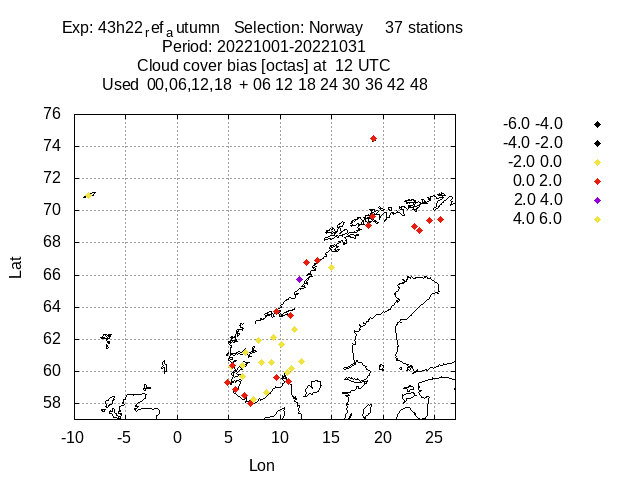 Exp: 43h22ref autumn Selection: Norway 37 stations
Period: 20221001-20221031
Cloud cover bias [octas] at 12 UTC
Used 00,06,12,18 + 06 12 18 24 30 36 42 48
76
74
72
70
68
66
64
62
60
58
-10 -5 0 5 10 15 20 25
Lat
Lon
-6.0 -4.0
-4.0 -2.0
-2.0 0.0
0.0 2.0
2.0 4.0
4.0 6.0